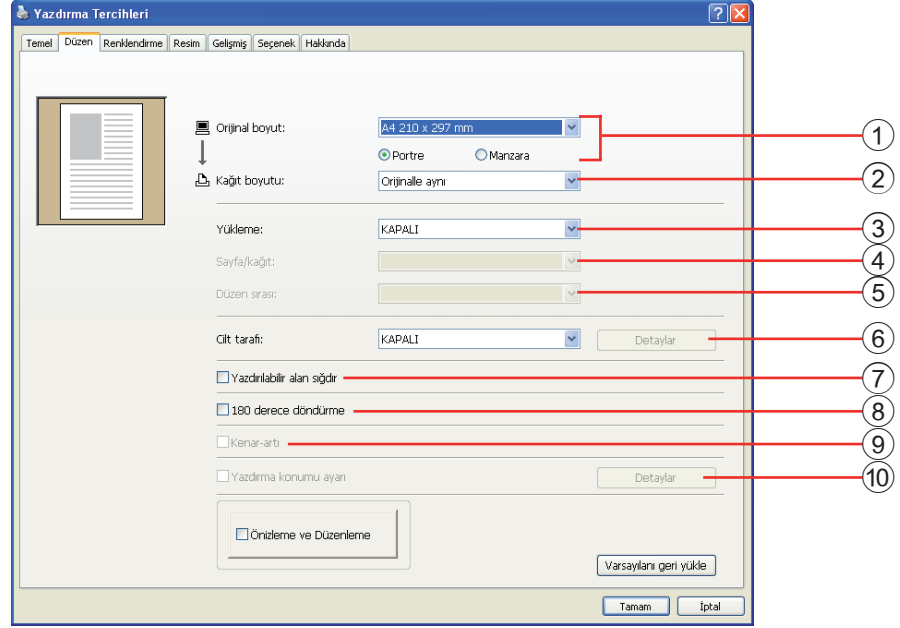 Yazdırma Tercihleri
Temel Düzen Renklendirme Resim Gelişmiş Seçenek Hakkında
Orijinal boyut: A4 210 x 297 mm
1
Portre Manzara
Kağıt boyutu: Orijinalle aynı 2
Yükleme: KAPALI 3
Sayfa/kağıt: 4
Düzen sırası: 5
Cilt tarafı: KAPALI Detaylar 6
Yazdırılabilir alan sığdır 7
180 derece döndürme 8
Kenar-artı 9
Yazdırma konumu ayarı Detaylar 10
Önizleme ve Düzenleme
Varsayılanı geri yükle
Tamam İptal